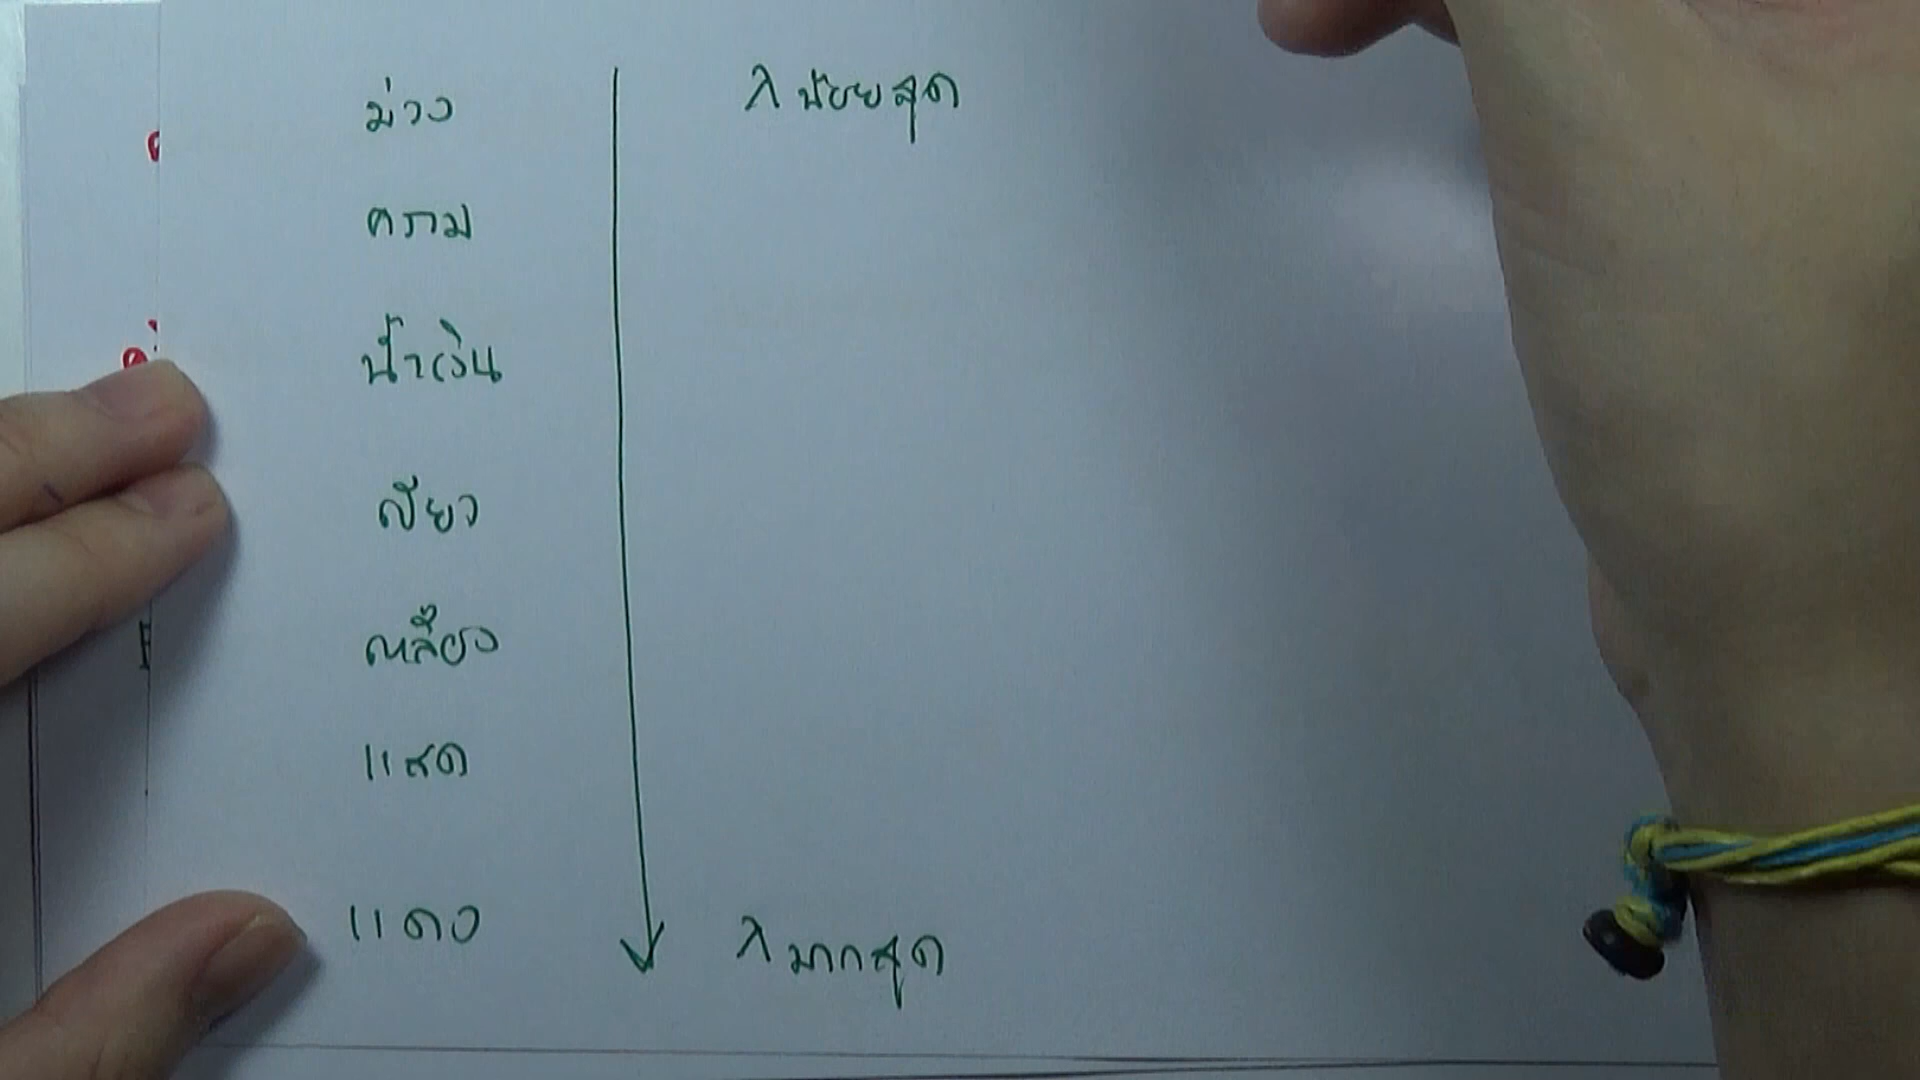 ม่วง
λ น้อยสุด
คราม
น้ำเงิน
เขียว
เหลือง
แสด
แดง
λ มากสุด